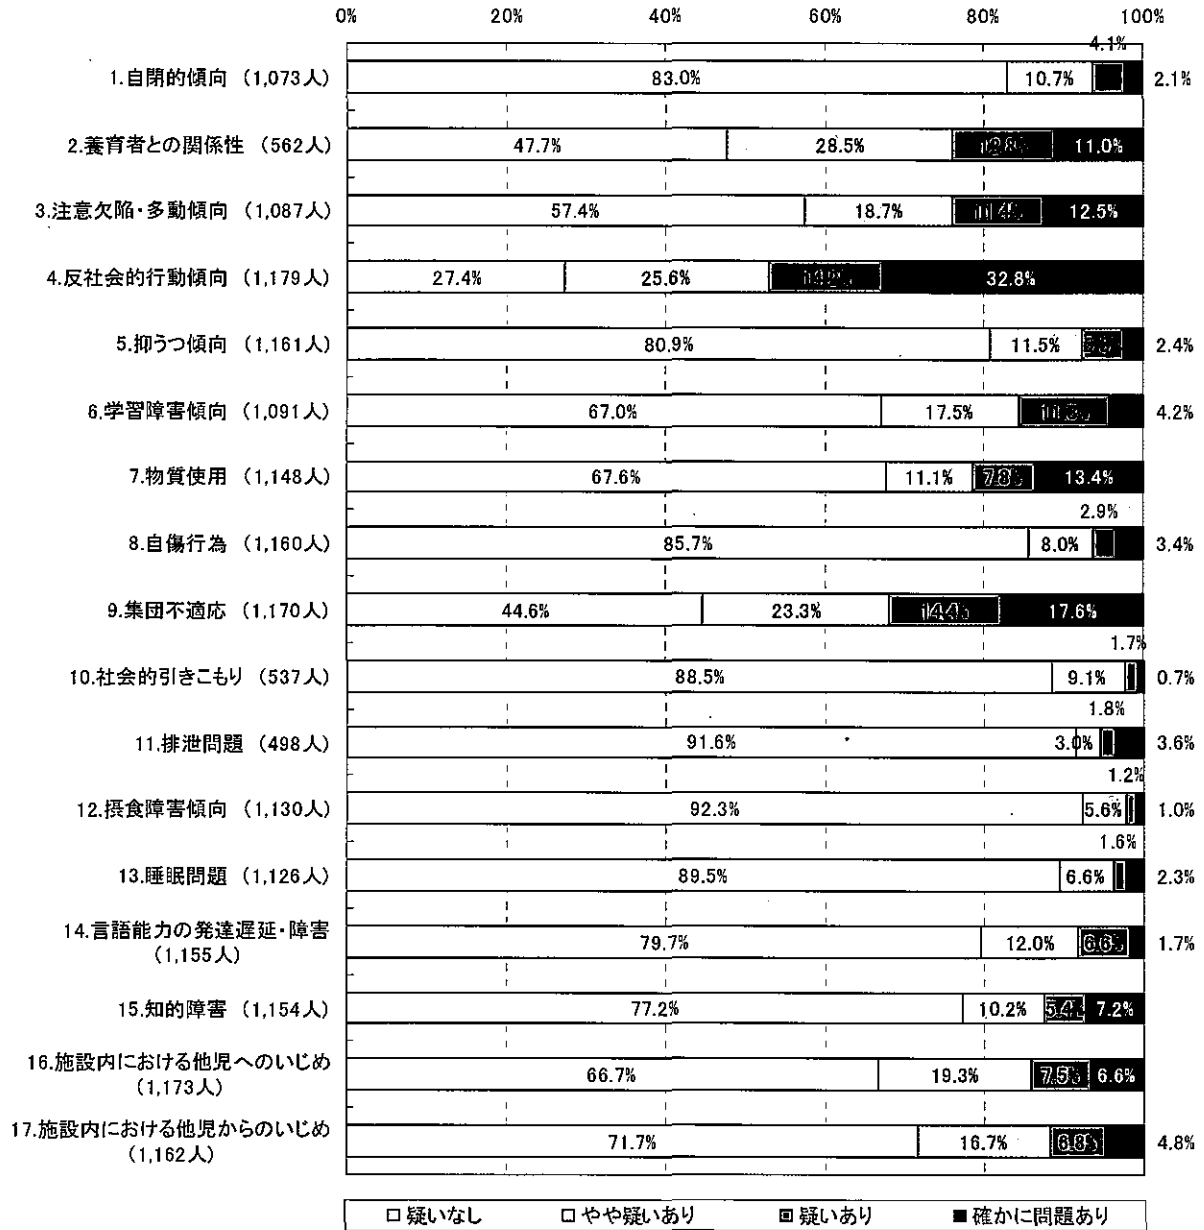 0% 20% 40% 60% 80% 100%
4.1%
1.自閉的傾向 (1,073人) 83.0% 10.7% 2.1%
2.養育者との関係性 (562人) 47.7% 28.5% 12.8% 11.0%
3.注意欠陥・多動傾向 (1,087人) 57.4% 18.7% 11.4% 12.5%
4.反社会的行動傾向 (1,179人) 27.4% 25.6% 32.8%
5.抑うつ傾向 (1,161人) 80.9% 11.5% 2.4%
6.学習障害傾向 (1,091人) 67.0% 17.5% 11.3% 4.2%
7.物質使用 (1,148人) 67.6% 11.1% 7.8% 13.4%
2.9%
8.自傷行為 (1,160人) 85.7% 8.0% 3.4%
9.集団不適応 (1,170人) 44.6% 23.3% 14.4% 17.6%
1.7%
10.社会的引きこもり (537人) 88.5% 9.1% 0.7%
1.8%
11.排泄問題 (498人) 91.6% 3.0% 3.6%
1.2%
12.摂食障害傾向 (1,130人) 92.3% 5.6% 1.0%
1.6%
13.睡眠問題 (1,126人) 89.5% 6.6% 2.3%
14.言語能力の発達遅延・障害
(1,155人) 79.7% 12.0% 6.6% 1.7%
15.知的障害 (1,154人) 77.2% 10.2% 5.4% 7.2%
16.施設内における他児へのいじめ
(1,173人) 66.7% 19.3% 7.5% 6.6%
17.施設内における他児からのいじめ
(1,162人) 71.7% 16.7% 6.8% 4.8%
疑いなし やや疑いあり 疑いあり 確かに問題あり